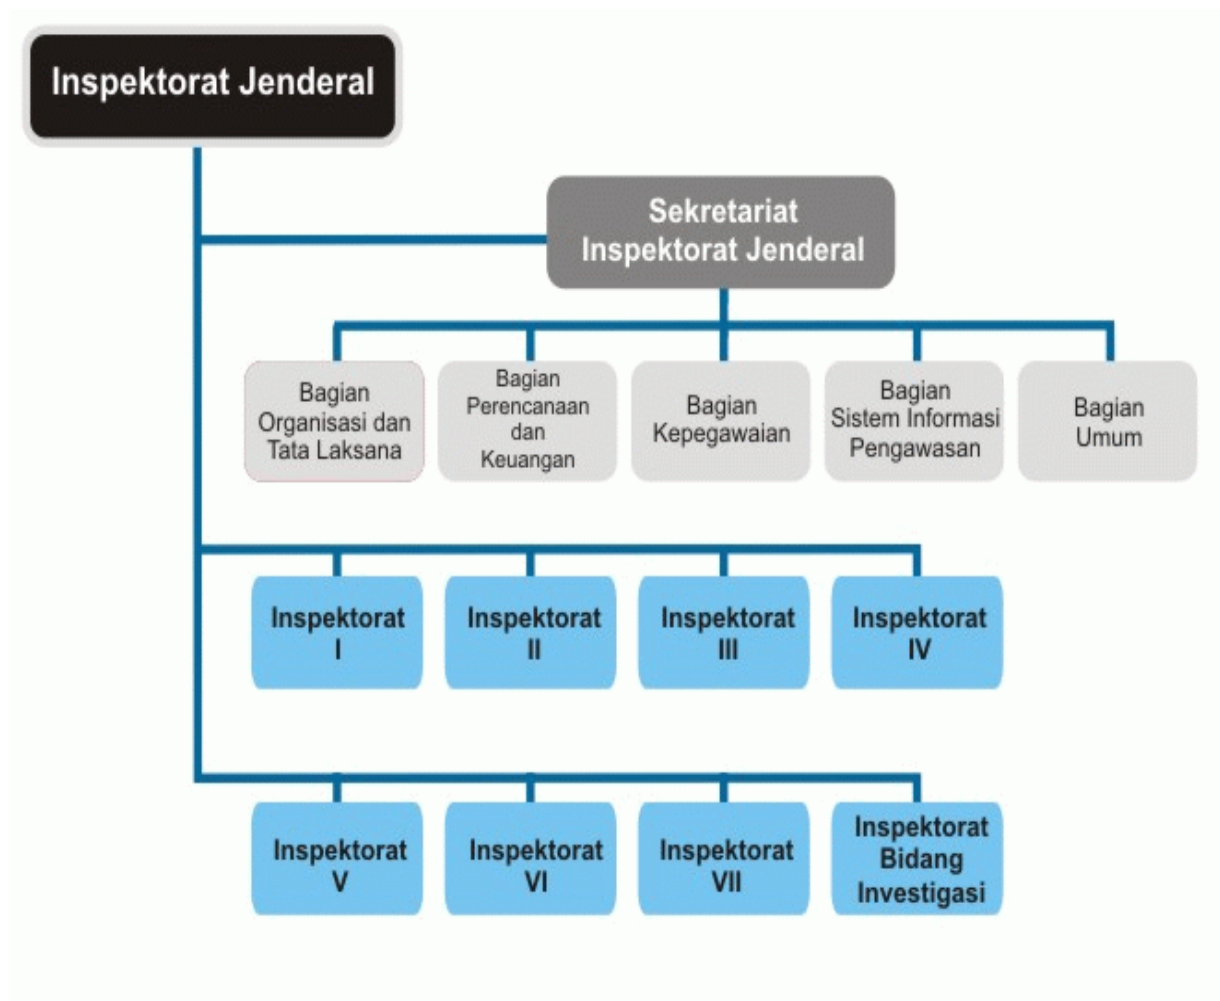 Inspektorat Jenderal
Sekretariat
Inspektorat Jenderal
Bagian
Organisasi dan
Tata Laksana
Bagian
Perencanaan
dan
Keuangan
Bagian
Kepegawaian
Bagian
Sistem Informasi
Pengawasan
Bagian
Umum
Inspektorat
I
Inspektorat
II
Inspektorat
III
Inspektorat
IV
Inspektorat
V
Inspektorat
VI
Inspektorat
VII
Inspektorat
Bidang
Investigasi